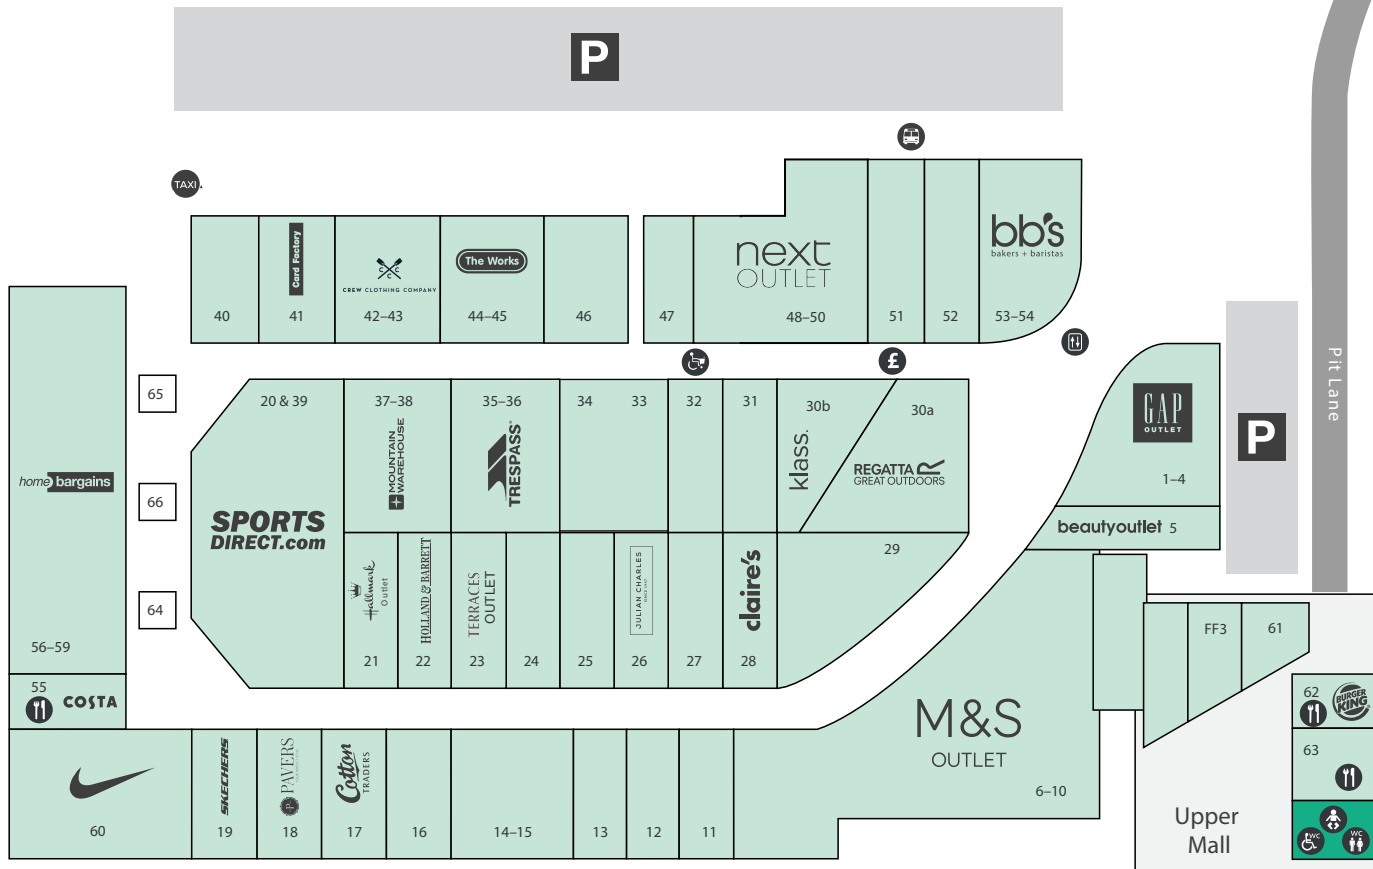 P
TAXI
40
Card Factory
41
CCC
CREW CLOTHING COMPANY
42–43
The Works
44–45
46
47
next
OUTLET
48–50
51
52
bb's
bakers + baristas
53–54
£
65
66
64
home bargains
56–59
55
COSTA
20 & 39
SPORTS
DIRECT.com
37–38
MOUNTAIN
WAREHOUSE
35–36
TRESPASS
34
33
32
31
30b
klass.
30a
REGATTA
GREAT OUTDOORS
29
Hallmark
Outlet
21
HOLLAND & BARRETT
22
TERRACES
OUTLET
23
24
25
JULIAN CHARLES
26
27
claire's
28
GAP
OUTLET
1–4
beautyoutlet 5
P
Pit Lane
M&S
OUTLET
6–10
FF3
61
62
BURGER
KING
63
WC
WC
Upper
Mall
60
SKECHERS
19
PAVERS
18
Cotton
TRADERS
17
16
14–15
13
12
11